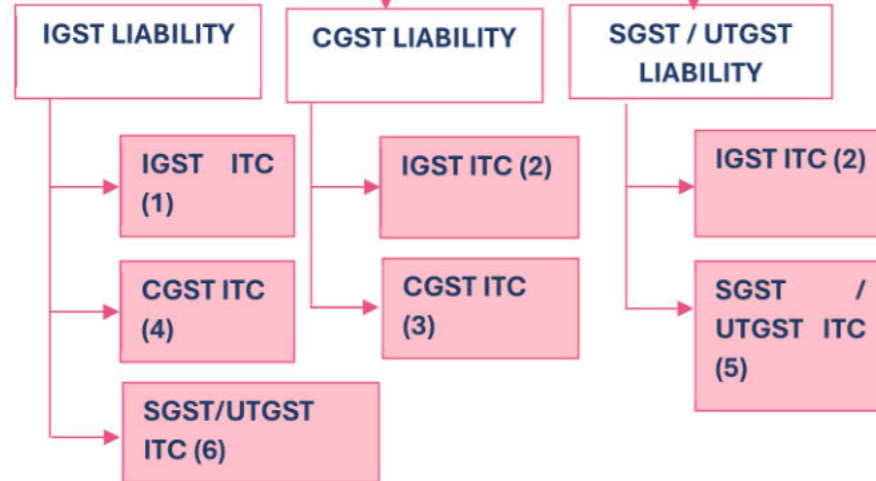 IGST LIABILITY
CGST LIABILITY
SGST / UTGST
LIABILITY
IGST ITC
(1)
IGST ITC (2)
IGST ITC (2)
CGST ITC
(4)
CGST ITC
(3)
SGST /
UTGST ITC
(5)
SGST/UTGST
ITC (6)